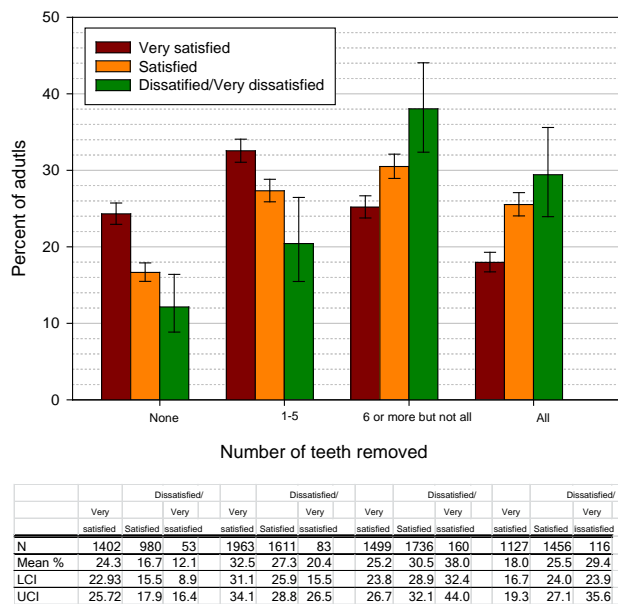 50
40
30
20
10
0
Percent of adutls
Very satisfied
Satisfied
Dissatified/Very dissatisfied
None 1-5 6 or more but not all All
Number of teeth removed
Dissatisfied/ Dissatisfied/ Dissatisfied/ Dissatisfied/
Very Very Very Very Very Very Very Very
satisfied Satisfied issatisfied satisfied Satisfied issatisfied satisfied Satisfied issatisfied satisfied Satisfied issatisfied
N 1402 980 53 1963 1611 83 1499 1736 160 1127 1456 116
Mean % 24.3 16.7 12.1 32.5 27.3 20.4 25.2 30.5 38.0 18.0 25.5 29.4
LCI 22.93 15.5 8.9 31.1 25.9 15.5 23.8 28.9 32.4 16.7 24.0 23.9
UCI 25.72 17.9 16.4 34.1 28.8 26.5 26.7 32.1 44.0 19.3 27.1 35.6